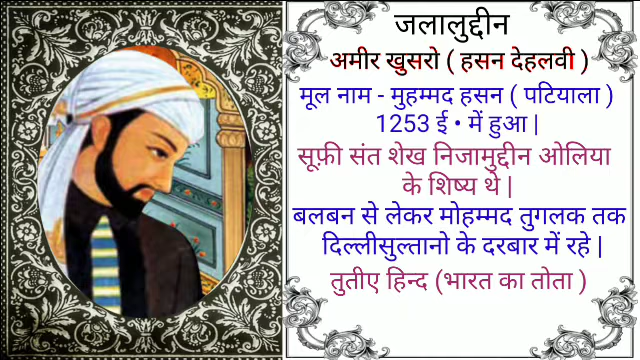 जलालुद्दीन
अमीर खुसरो ( हसन देहलवी )
मूल नाम - मुहम्मद हसन ( पटियाला )
1253 ई • में हुआ |
सूफ़ी संत शेख निजामुद्दीन ओलिया
के शिष्य थे |
बलबन से लेकर मोहम्मद तुगलक तक
दिल्लीसुल्तानो के दरबार में रहे |
तुतीए हिन्द (भारत का तोता )